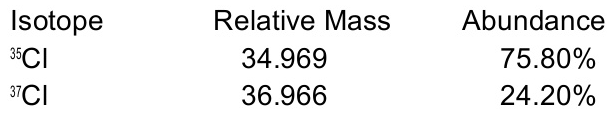 Isotope Relative Mass Abundance
³⁵Cl 34.969 75.80%
³⁷Cl 36.966 24.20%